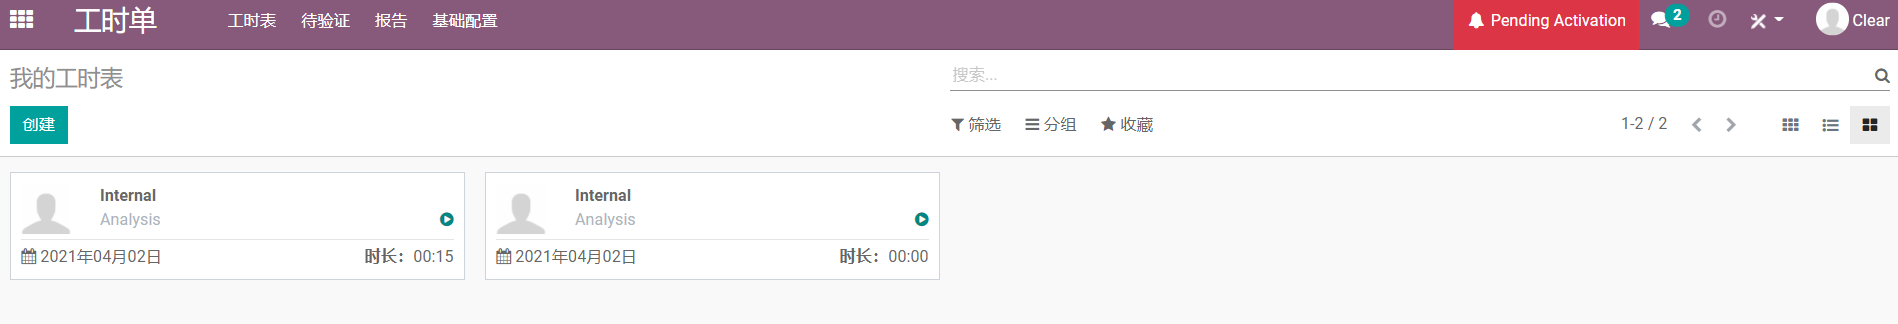 工时单 工时表 待验证 报告 基础配置 Pending Activation 2 Clear
我的工时表 搜索...
创建 筛选 分组 收藏 1-2 / 2
Internal
Analysis
2021年04月02日 时长：00:15
Internal
Analysis
2021年04月02日 时长：00:00